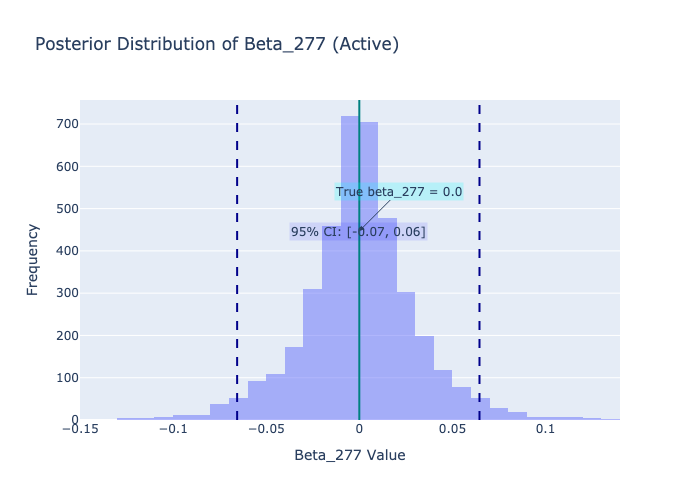 Posterior Distribution of Beta_277 (Active)
700
600
500
400
300
200
100
0
True beta_277 = 0.0
95% CI: [-0.07, 0.06]
−0.15
−0.1
−0.05
0
0.05
0.1
Beta_277 Value
Frequency